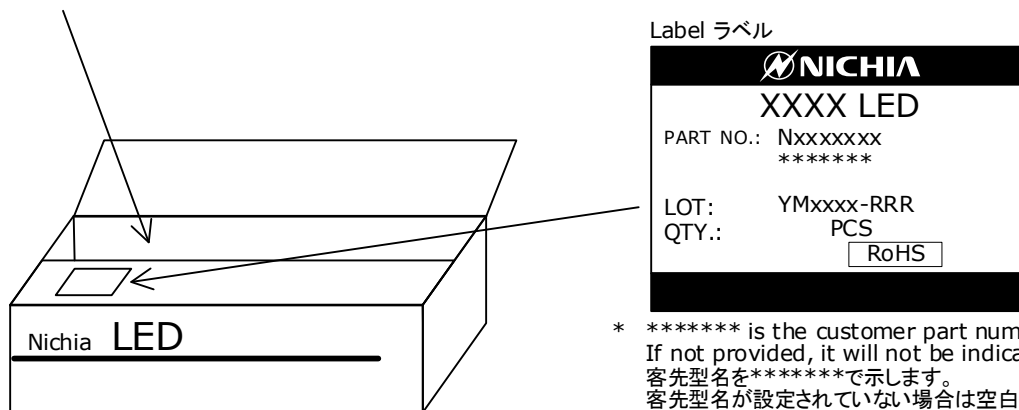 Label ラベル
NICHIA
XXXX LED
PART NO.: Nxxxxxxx
*******
LOT: YMxxxx-RRR
QTY.: PCS
RoHS
Nichia LED
* ******* is the customer part
If not provided, it will not be
客先型名を*******で示します。
客先型名が設定されていない場合は空白